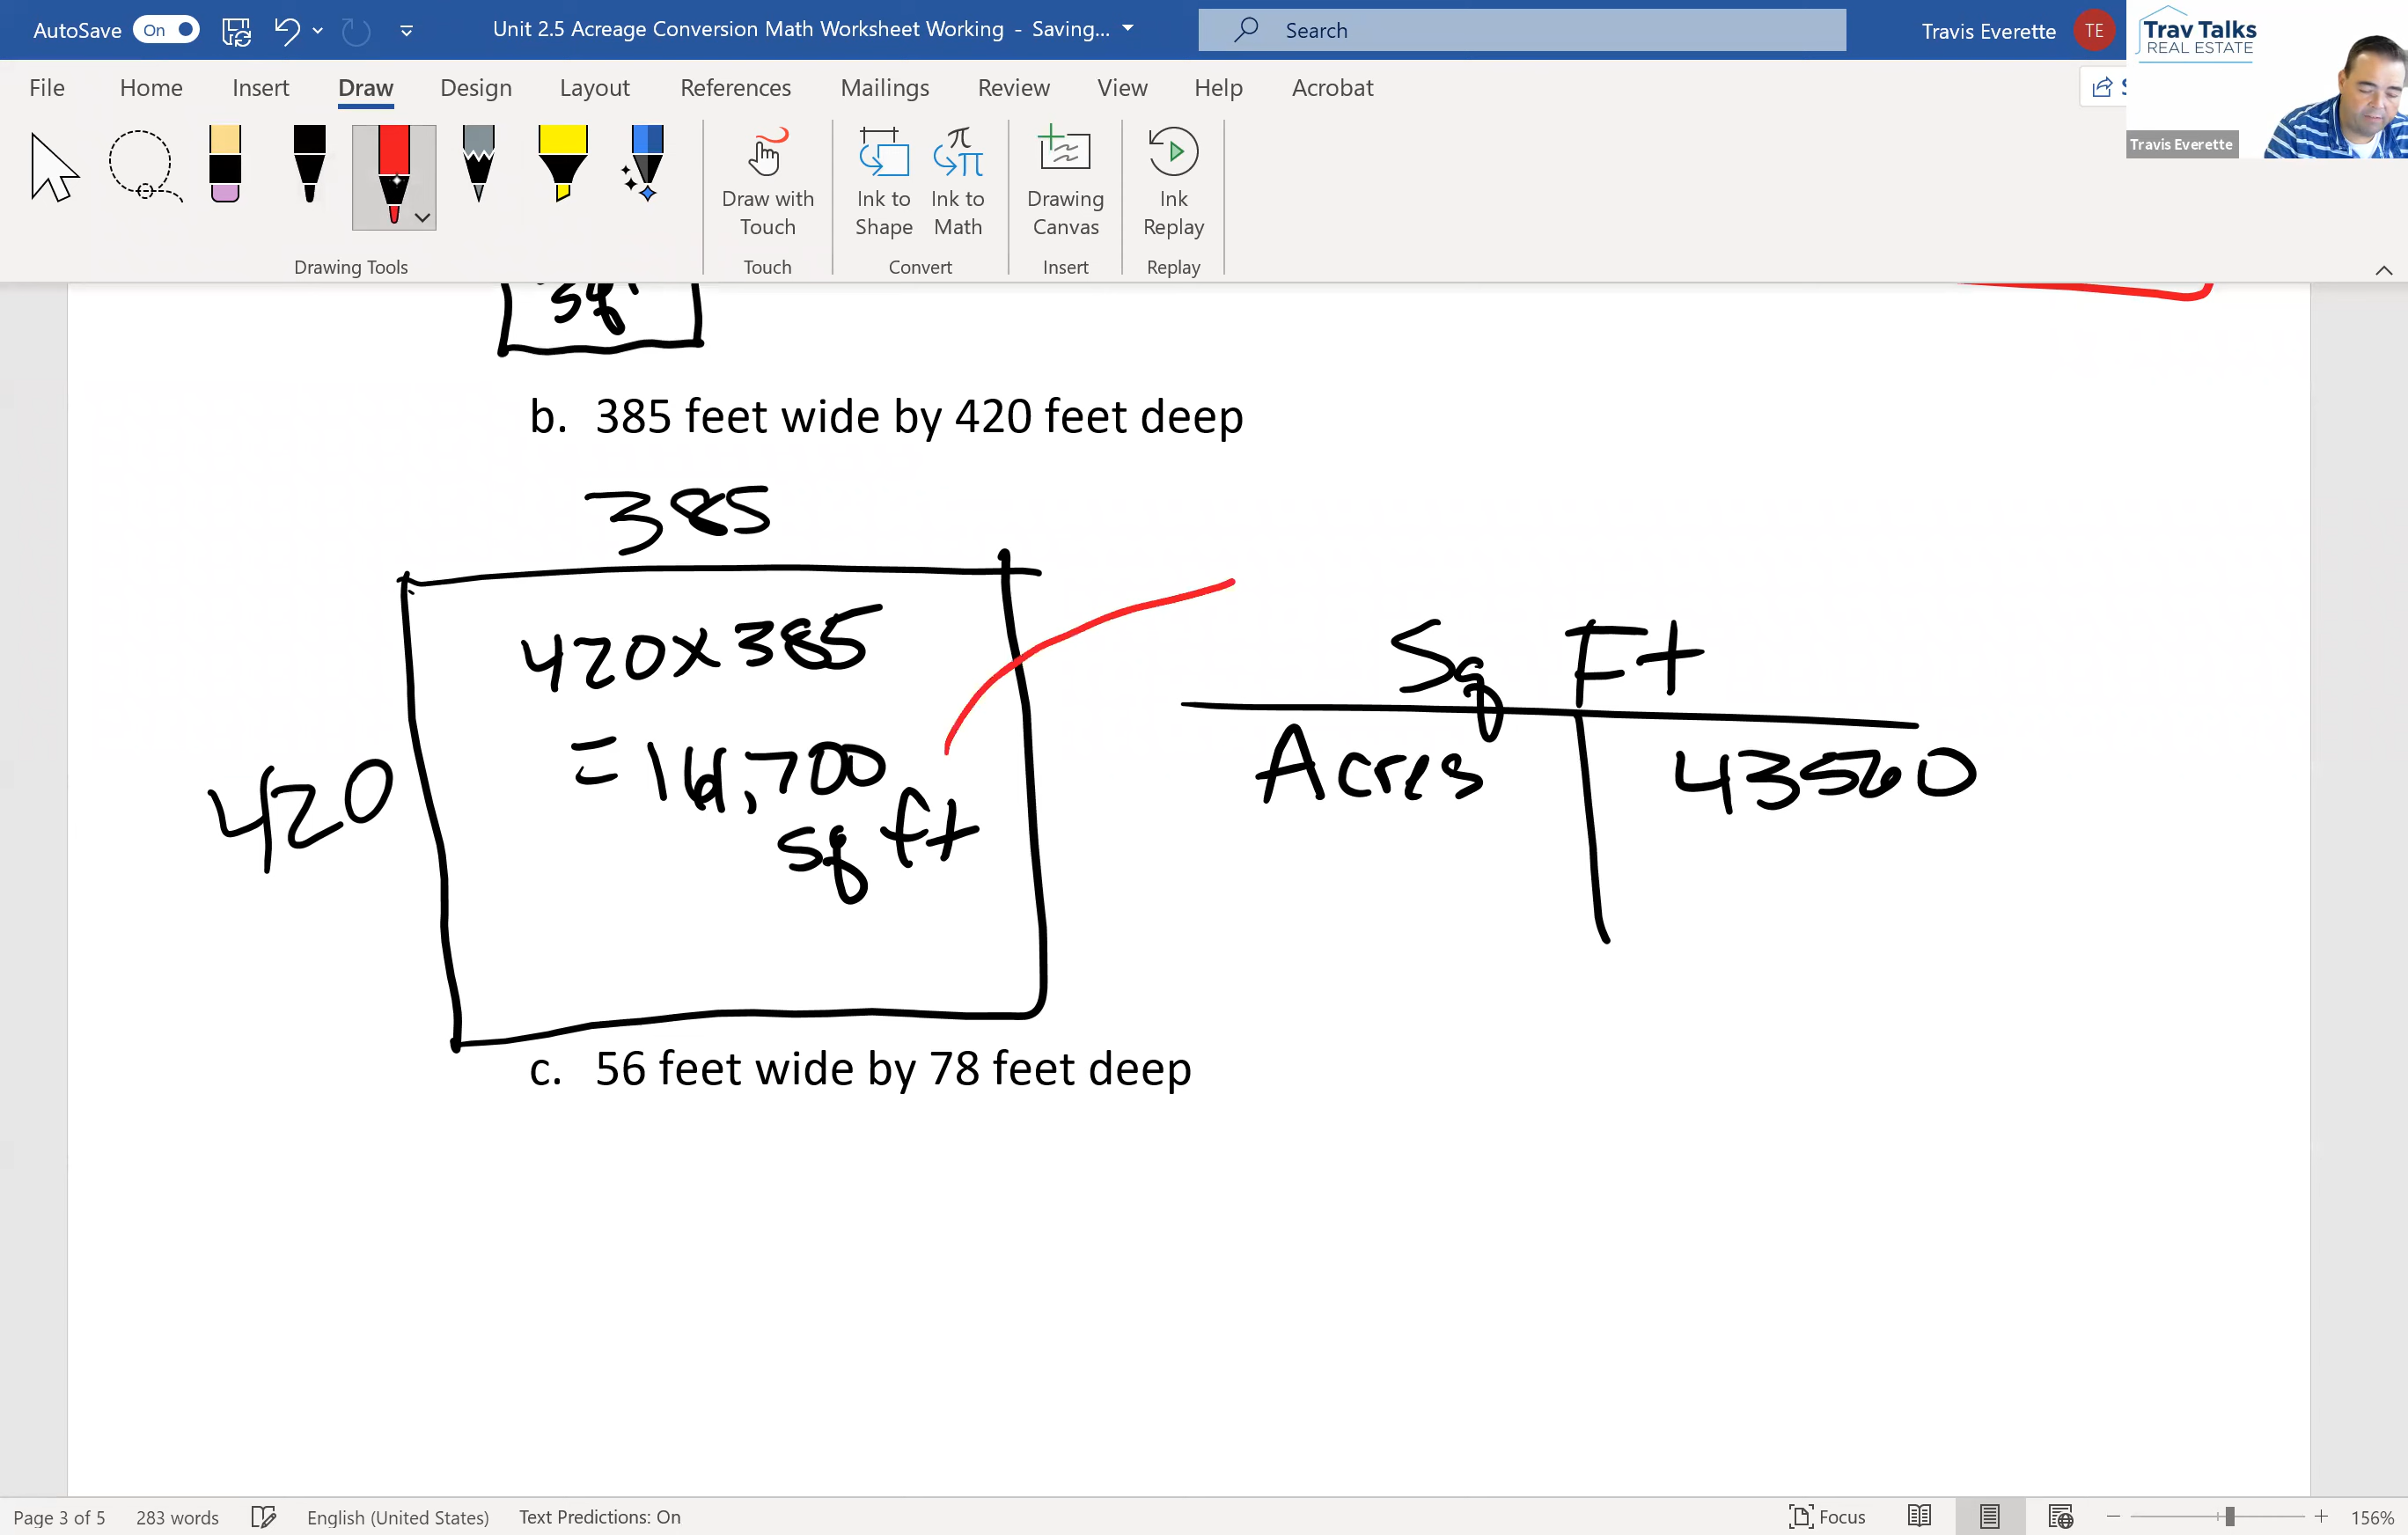 AutoSave On
Unit 2.5 Acreage Conversion Math Worksheet Working - Saving...
Search
Travis Everette TE
Trav Talks
REAL ESTATE
Travis Everette
File Home Insert Draw Design Layout References Mailings Review View Help Acrobat
Draw with Touch
Ink to Shape
Ink to Math
Drawing Canvas
Ink Replay
Drawing Tools Touch Convert Insert Replay
sq
b. 385 feet wide by 420 feet deep
385
420 x 385
Sq Ft
= 161,700
Acres 43560
420
sq ft
c. 56 feet wide by 78 feet deep
Page 3 of 5 283 words English (United States) Text Predictions: On Focus 156%